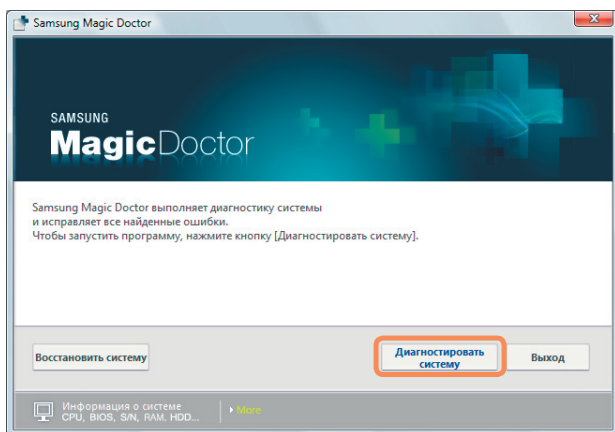 Samsung Magic Doctor
SAMSUNG
MagicDoctor
Samsung Magic Doctor выполняет диагностику системы
и исправляет все найденные ошибки.
Чтобы запустить программу, нажмите кнопку [Диагностировать систему].
Восстановить систему
Диагностировать
систему
Выход
Информация о системе
CPU, BIOS, S/N, RAM, HDD...
More